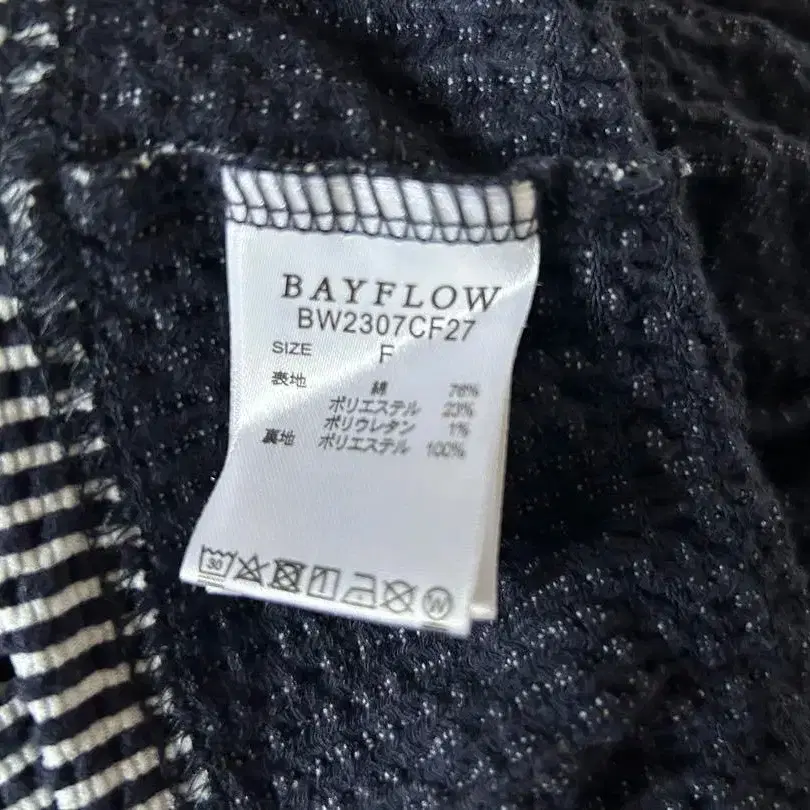 BAYFLOW
BW2307CF27
SIZE F
表地 綿 76%
ポリエステル 23%
ポリウレタン 1%
裏地 ポリエステル 100%
30 W